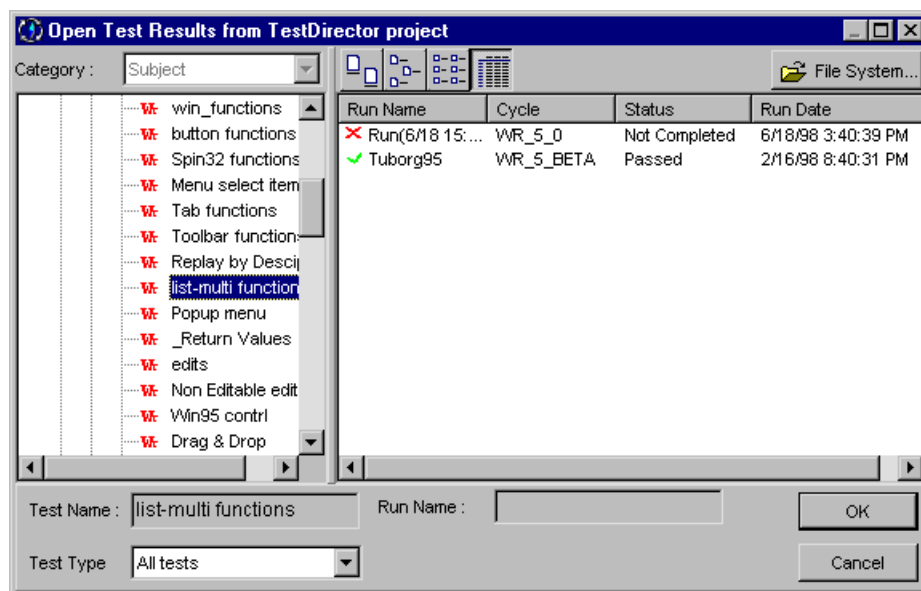 Open Test Results from TestDirector project
Category :
Subject
File System...
win_functions
button functions
Spin32 functions
Menu select item
Tab functions
Toolbar function
Replay by Descip
list-multi function
Popup menu
_Return Values
edits
Non Editable edit
Win95 contrl
Drag & Drop
Run Name Cycle Status Run Date
Run(6/18 15:... WR_5_0 Not Completed 6/18/98 3:40:39 PM
Tuborg95 WR_5_BETA Passed 2/16/98 8:40:31 PM
Test Name : list-multi functions Run Name : OK
Test Type All tests Cancel